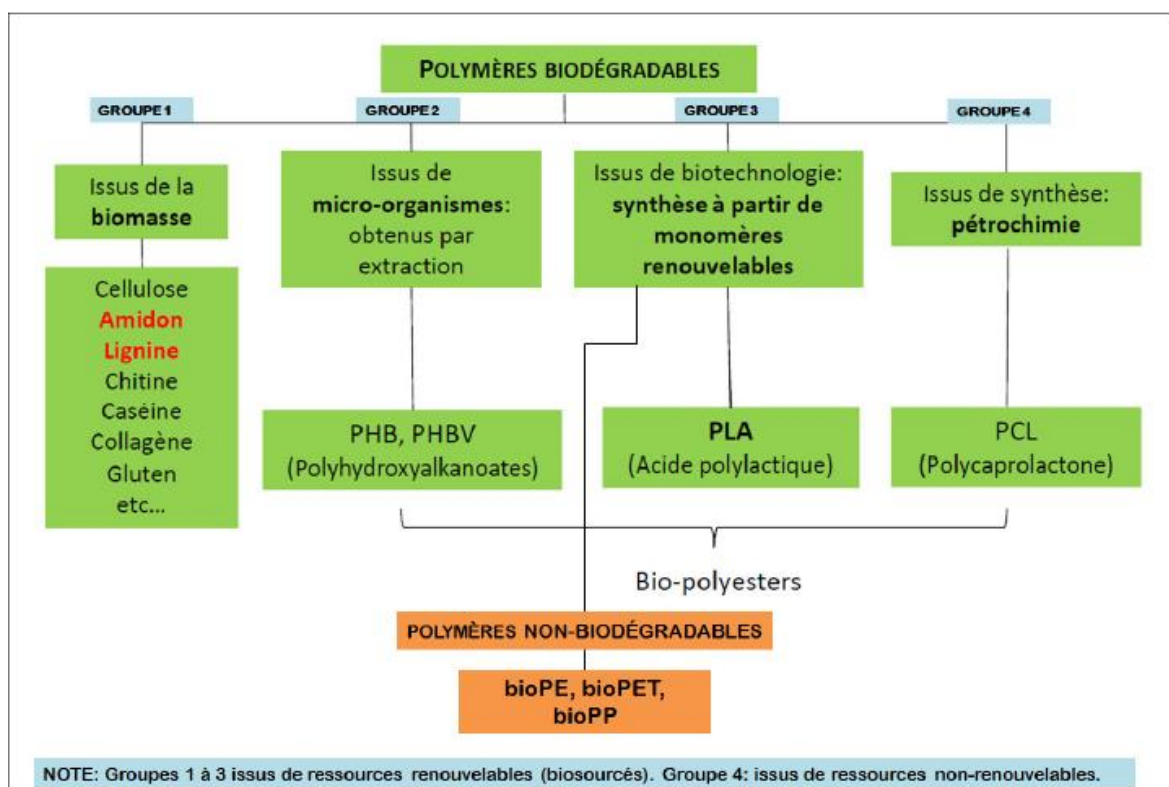 POLYMÈRES BIODÉGRADABLES
GROUPE 1
GROUPE 2
GROUPE 3
GROUPE 4
Issus de la
biomasse
Issus de
micro-organismes:
obtenus par
extraction
Issus de biotechnologie:
synthèse à partir de
monomères
renouvelables
Issus de synthèse:
pétrochimie
Cellulose
Amidon
Lignine
Chitine
Caséine
Collagène
Gluten
etc...
PHB, PHBV
(Polyhydroxyalkanoates)
PLA
(Acide polylactique)
PCL
(Polycaprolactone)
Bio-polyesters
POLYMÈRES NON-BIODÉGRADABLES
bioPE, bioPET,
bioPP
NOTE: Groupes 1 à 3 issus de ressources renouvelables (biosourcés). Groupe 4: issus de ressources non-renouvelables.